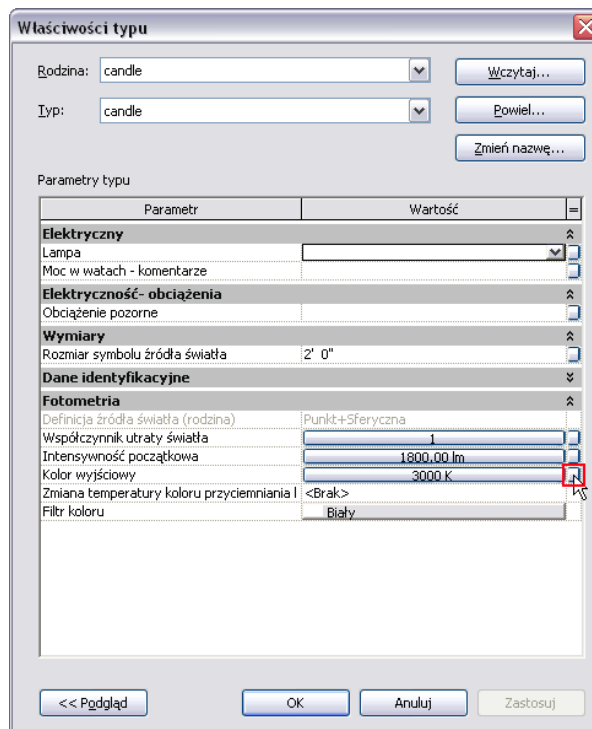 Właściwości typu
Rodzina: candle Wczytaj...
Typ: candle Powiel...
Zmień nazwę...
Parametry typu
Parametr Wartość =
Elektryczny
Lampa
Moc w watach - komentarze
Elektryczność- obciążenia
Obciążenie pozorne
Wymiary
Rozmiar symbolu źródła światła 2' 0"
Dane identyfikacyjne
Fotometria
Definicja źródła światła (rodzina) Punkt+Sferyczna
Współczynnik utraty światła 1
Intensywność początkowa 1800,00 lm
Kolor wyjściowy 3000 K
Zmiana temperatury koloru przyciemniania l <Brak>
Filtr koloru Biały
<< Podgląd OK Anuluj Zastosuj